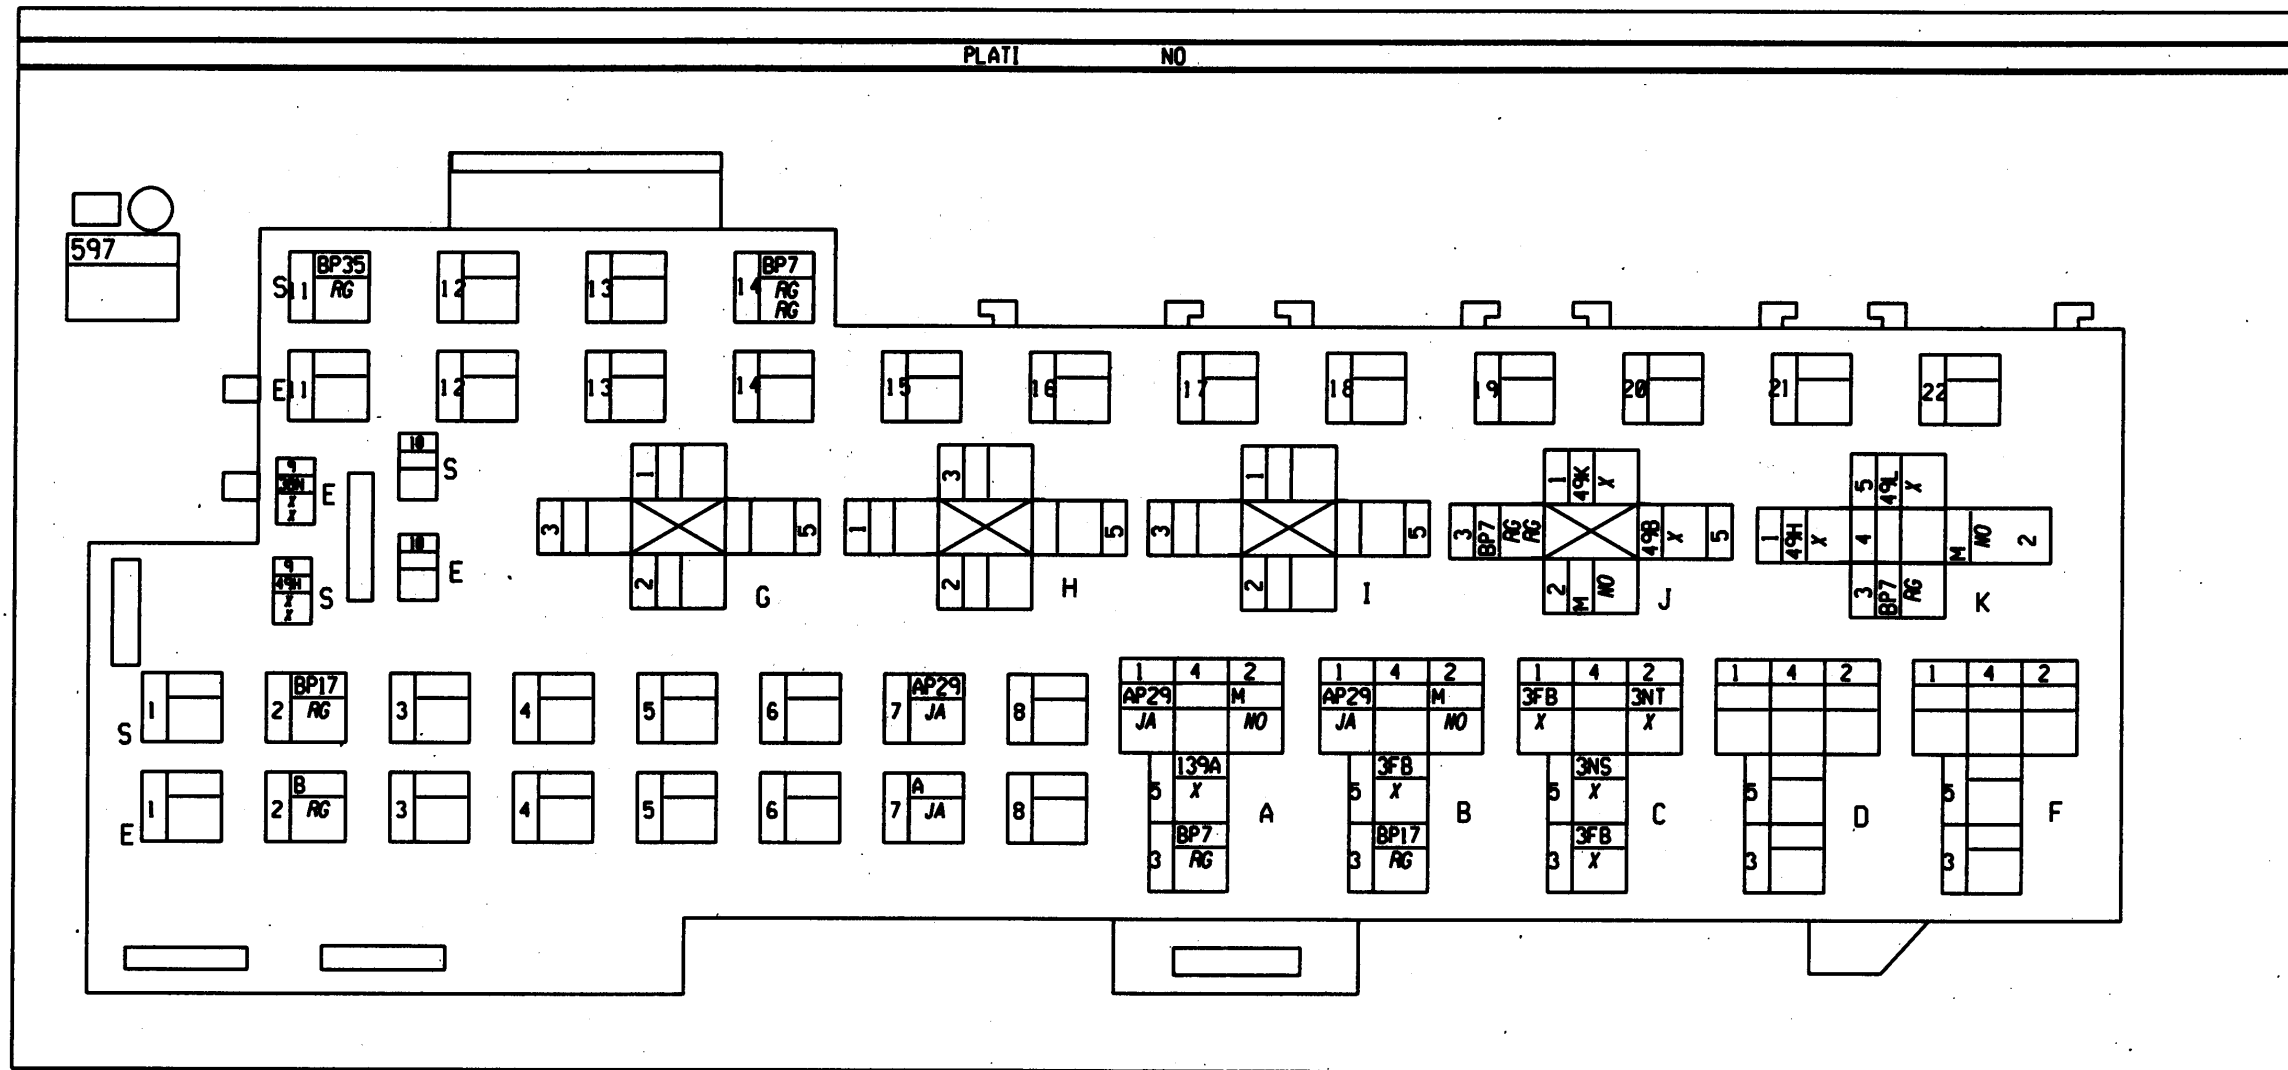 PLATI NO
597
S 11 BP35 12 13 14 BP7
RG RG
RG
E 11 12 13 14 15 16 17 18 19 20 21 22
10
S
9
E
X
X
10
E
9
49H
S
X
X
1
3 5
2
G
3
1 5
2
H
1
3 5
2
I
1 49K X
3 BP7 RG RG 49B X 5
2 M NO
J
5 49L X
1 49H X 4 M NO 2
3 BP7 RG
K
S 1 2 BP17 3 4 5 6 7 AP29 8
RG JA
E 1 2 B 3 4 5 6 7 A 8
RG JA
1 4 2
AP29 M
JA NO
5 139A
X
3 BP7
RG
A
1 4 2
AP29 M
JA NO
5 3FB
X
3 BP17
RG
B
1 4 2
3FB 3NT
X X
5 3NS
X
3 3FB
X
C
1 4 2
5
3
D
1 4 2
5
3
F